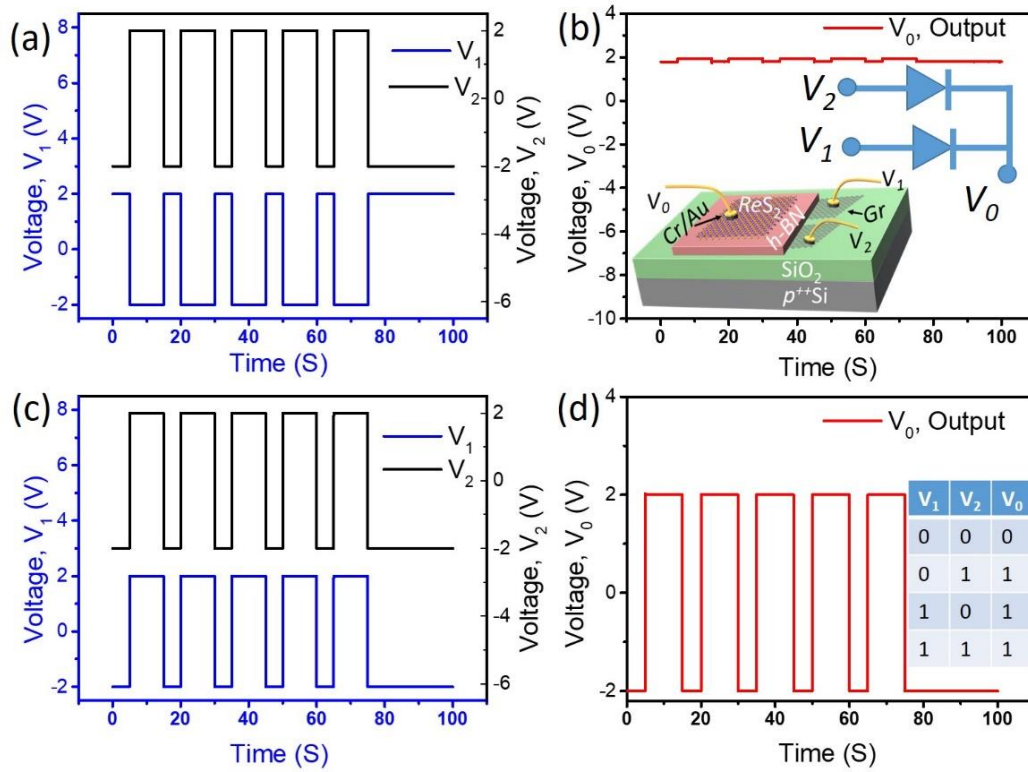 (a)
8
6
4
2
0
-2
Voltage, V₁ (V)
V₁
V₂
2
0
-2
-4
-6
Voltage, V₂ (V)
0 20 40 60 80 100
Time (S)
(b)
4
2
0
-2
-4
-6
-8
-10
Voltage, V₀ (V)
V₀, Output
V₂
V₁
V₀
V₀
Cr/Au
ReS₂
h-BN
V₁
Gr
V₂
SiO₂
p⁺⁺Si
0 20 40 60 80 100
Time (S)
(c)
8
6
4
2
0
-2
Voltage, V₁ (V)
V₁
V₂
2
0
-2
-4
-6
Voltage, V₂ (V)
0 20 40 60 80 100
Time (S)
(d)
4
2
0
-2
Voltage, V₀ (V)
V₀, Output
V₁ V₂ V₀
0 0 0
0 1 1
1 0 1
1 1 1
0 20 40 60 80 100
Time (S)